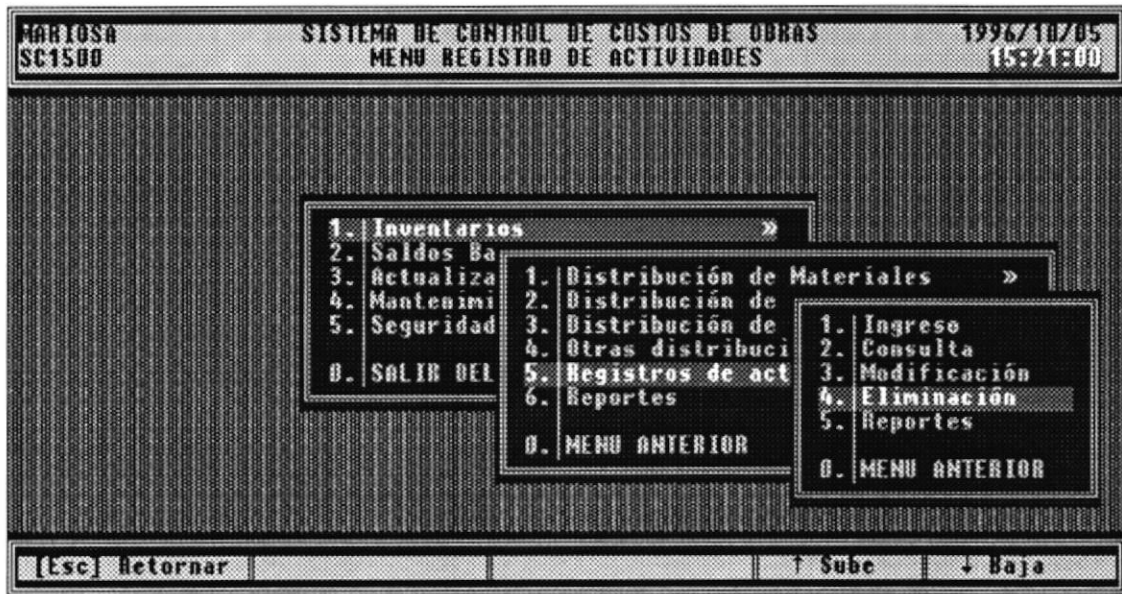 MARIOSA SISTEMA DE CONTROL DE COSTOS DE OBRAS 1996/10/05
SC1500 MENU REGISTRO DE ACTIVIDADES 15:21:00
1. Inventarios »
2. Saldos Ba
3. Actualiza
4. Mantenimi
5. Seguridad
0. SALIR DEL
1. Distribución de Materiales »
2. Distribución de
3. Distribución de
4. Otras distribuci
5. Registros de act
6. Reportes
0. MENU ANTERIOR
1. Ingreso
2. Consulta
3. Modificación
4. Eliminación
5. Reportes
0. MENU ANTERIOR
[Esc] Retornar ↑ Sube ↓ Baja